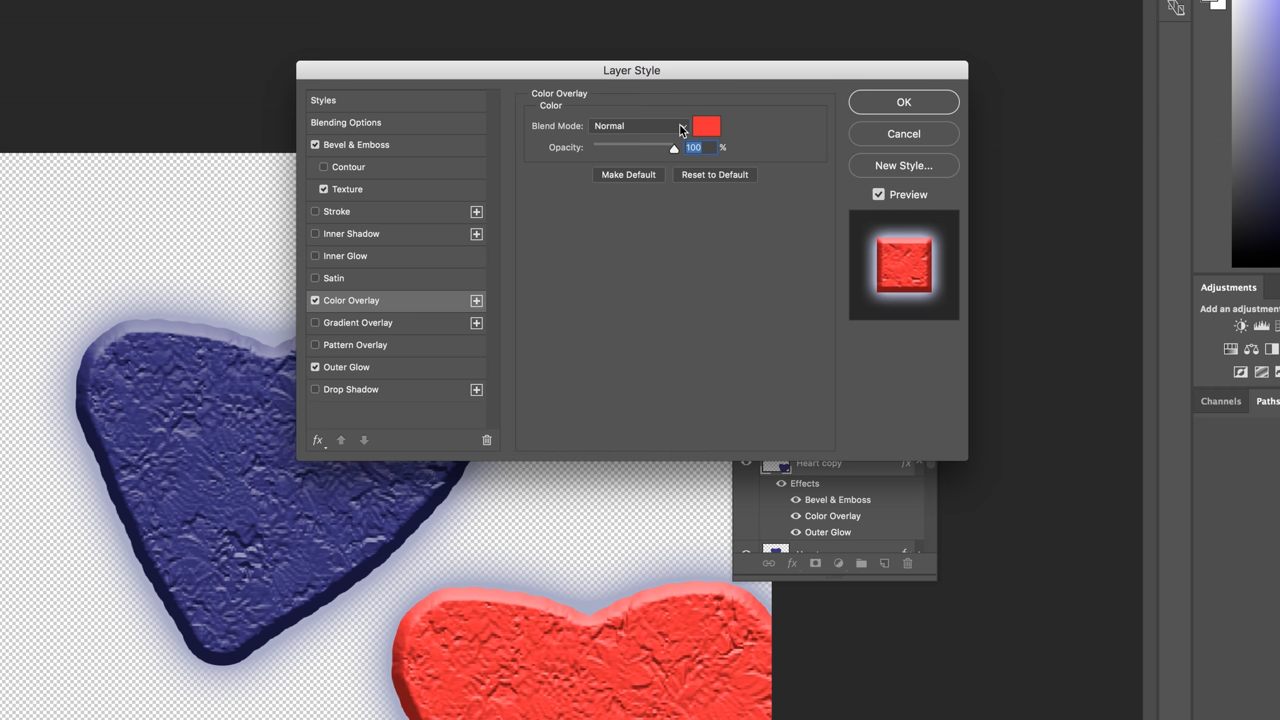 Layer Style
Styles
Blending Options
Bevel & Emboss
Contour
Texture
Stroke
Inner Shadow
Inner Glow
Satin
Color Overlay
Gradient Overlay
Pattern Overlay
Outer Glow
Drop Shadow
fx
Color Overlay
Color
Blend Mode: Normal
Opacity: 100 %
Make Default Reset to Default
OK
Cancel
New Style...
Preview
Adjustments
Add an adjustmen
Channels Paths
Heart copy fx
Effects
Bevel & Emboss
Color Overlay
Outer Glow
fx